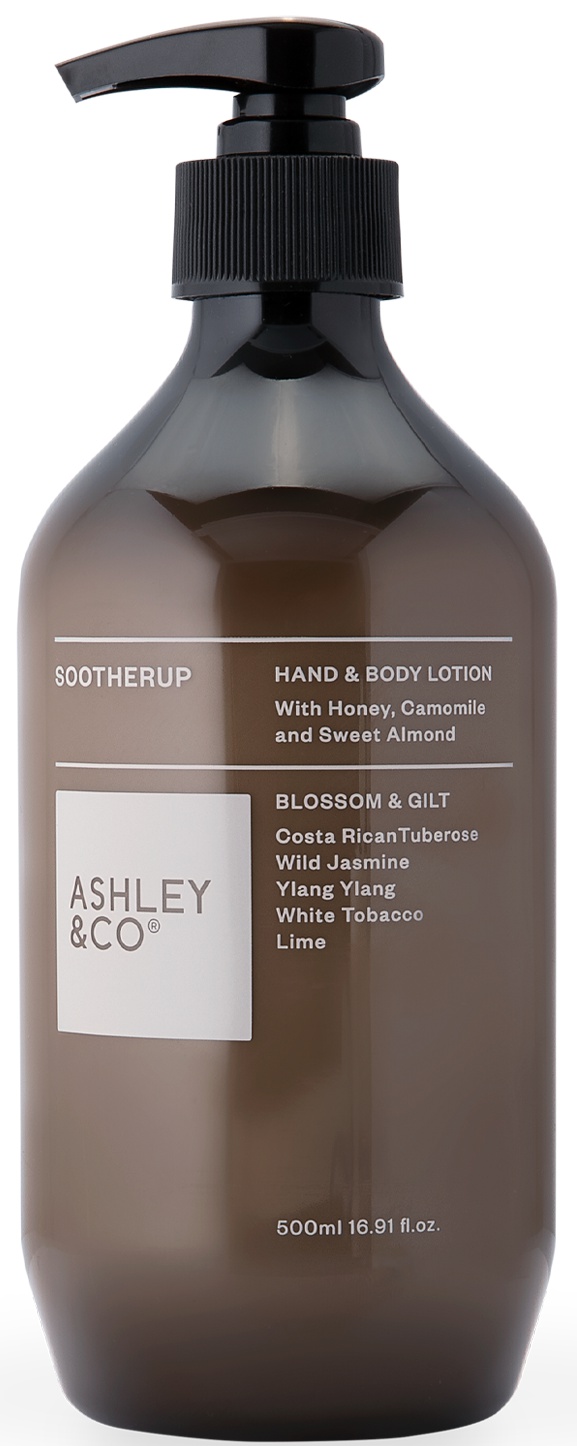 SOOTHERUP
HAND & BODY LOTION
With Honey, Camomile
and Sweet Almond
BLOSSOM & GILT
Costa RicanTuberose
Wild Jasmine
Ylang Ylang
White Tobacco
Lime
ASHLEY
&CO®
500ml 16.91 fl.oz.